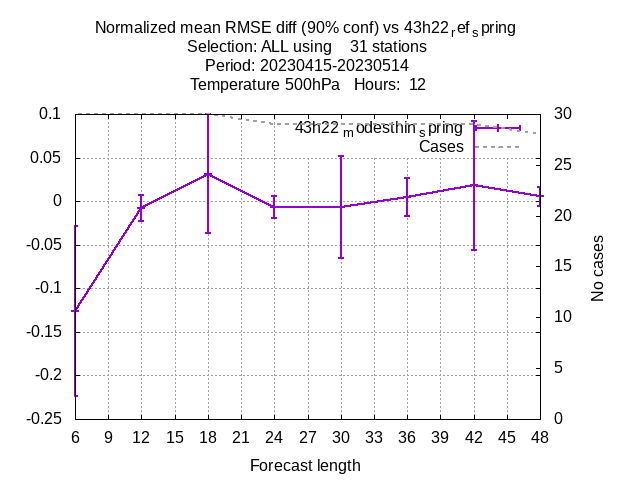 Normalized mean RMSE diff (90% conf) vs 43h22refspring
Selection: ALL using 31 stations
Period: 20230415-20230514
Temperature 500hPa Hours: 12
43h22modesthinspring
Cases
0.1
0.05
0
-0.05
-0.1
-0.15
-0.2
-0.25
30
25
20
15
10
5
0
No cases
6 9 12 15 18 21 24 27 30 33 36 39 42 45 48
Forecast length